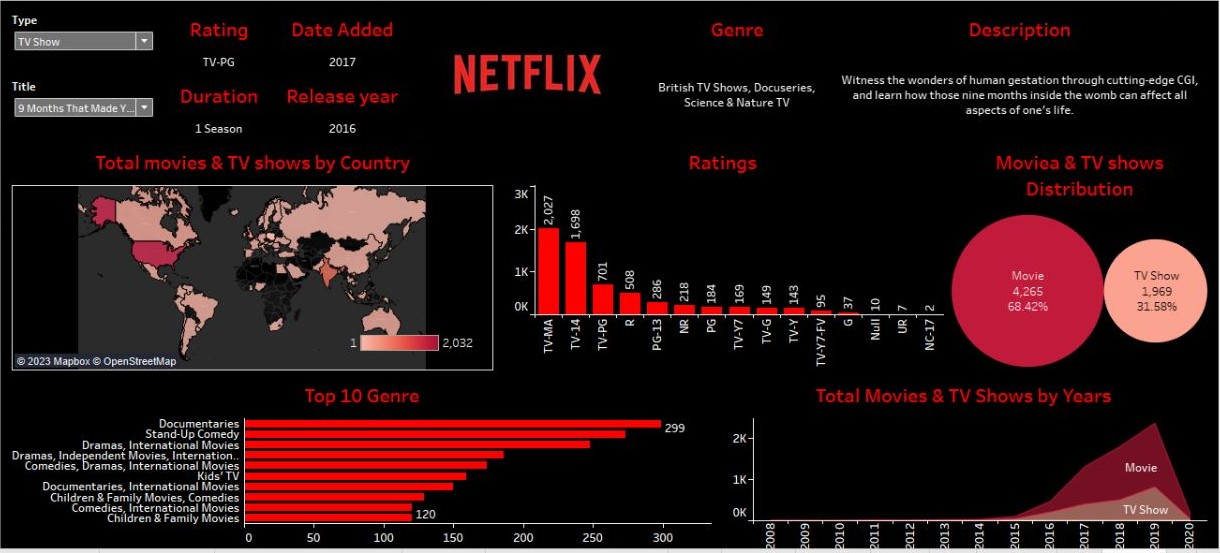 Type
TV Show
Title
9 Months That Made Y...
Rating
TV-PG
Date Added
2017
Duration
1 Season
Release year
2016
NETFLIX
Genre
British TV Shows, Docuseries,
Science & Nature TV
Description
Witness the wonders of human gestation through cutting-edge CGI,
and learn how those nine months inside the womb can affect all
aspects of one's life.
Total movies & TV shows by Country
1
2,032
© 2023 Mapbox © OpenStreetMap
Ratings
3K
2K
1K
0K
2,027
1,698
701
508
286
218
184
169
149
143
95
37
10
7
2
TV-MA
TV-14
TV-PG
R
PG-13
NR
PG
TV-Y7
TV-G
TV-Y
TV-Y7-FV
G
Null
UR
NC-17
Moviea & TV shows
Distribution
Movie
4,265
68.42%
TV Show
1,969
31.58%
Top 10 Genre
Documentaries
299
Stand-Up Comedy
Dramas, International Movies
Dramas, Independent Movies, Internation..
Comedies, Dramas, International Movies
Kids' TV
Documentaries, International Movies
Children & Family Movies, Comedies
Comedies, International Movies
Children & Family Movies
120
0
50
100
150
200
250
300
Total Movies & TV Shows by Years
2K
1K
0K
Movie
TV Show
2008
2009
2010
2011
2012
2013
2014
2015
2016
2017
2018
2019
2020